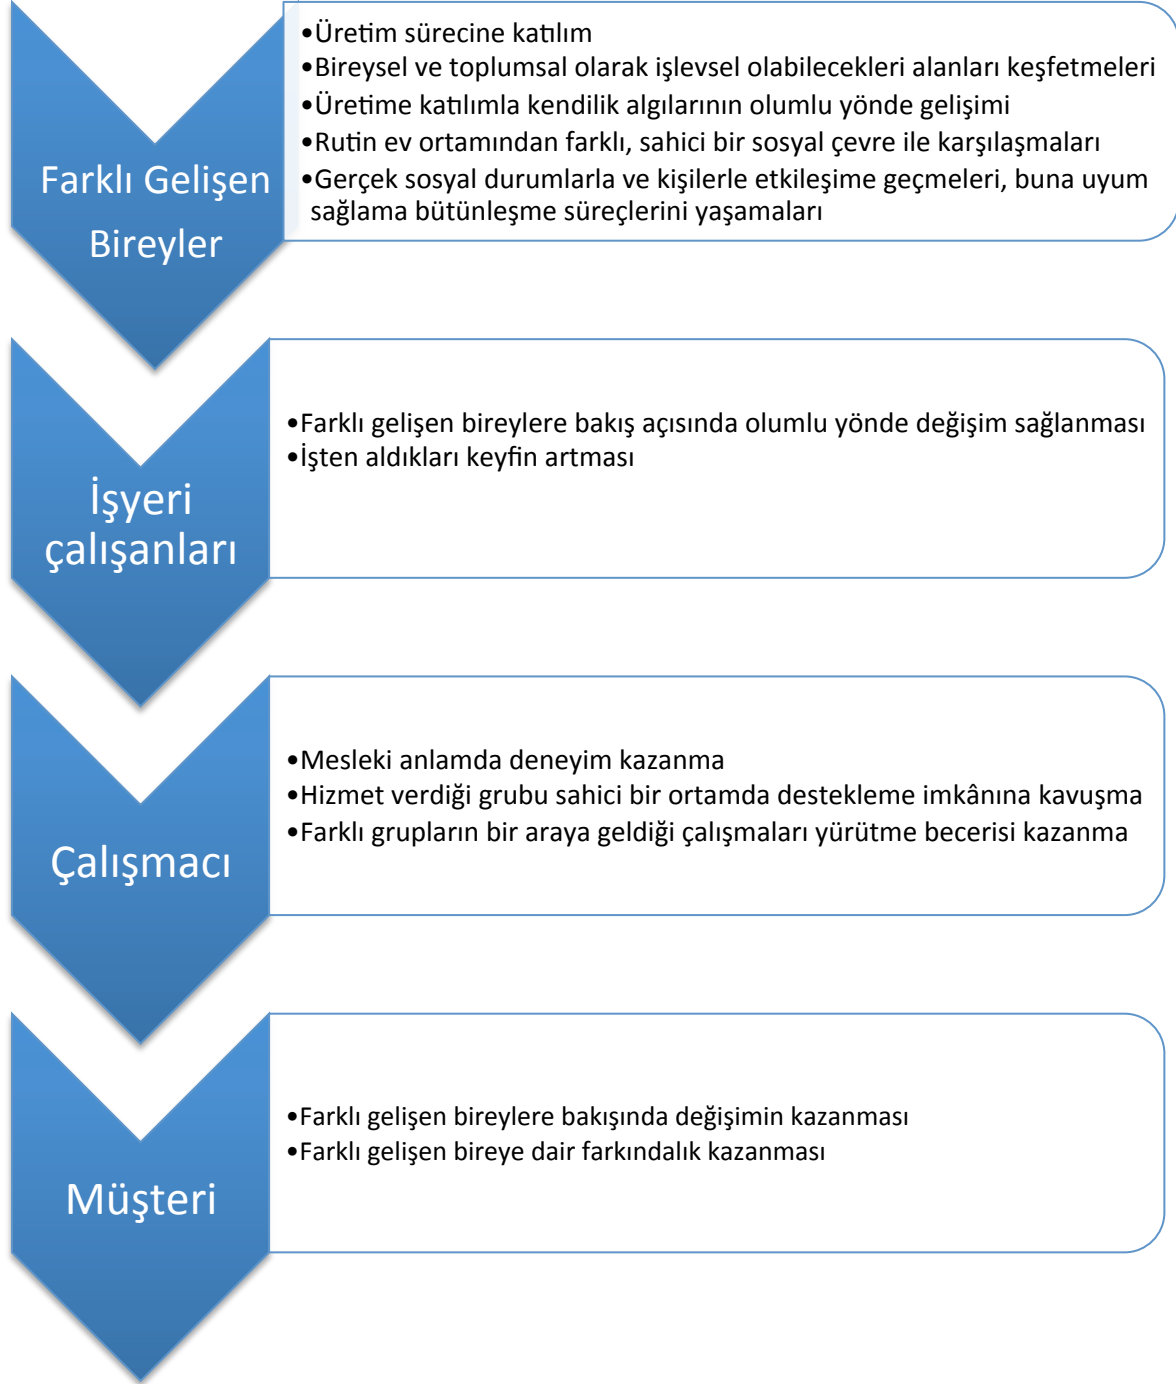 Farklı Gelişen
Bireyler
•Üretim sürecine katılım
•Bireysel ve toplumsal olarak işlevsel olabilecekleri alanları keşfetmeleri
•Üretime katılımla kendilik algılarının olumlu yönde gelişimi
•Rutin ev ortamından farklı, sahici bir sosyal çevre ile karşılaşmaları
•Gerçek sosyal durumlarla ve kişilerle etkileşime geçmeleri, buna uyum
sağlama bütünleşme süreçlerini yaşamaları
İşyeri
çalışanları
•Farklı gelişen bireylere bakış açısında olumlu yönde değişim sağlanması
•İşten aldıkları keyfin artması
Çalışmacı
•Mesleki anlamda deneyim kazanma
•Hizmet verdiği grubu sahici bir ortamda destekleme imkânına kavuşma
•Farklı grupların bir araya geldiği çalışmaları yürütme becerisi kazanma
Müşteri
•Farklı gelişen bireylere bakışında değişimin kazanması
•Farklı gelişen bireye dair farkındalık kazanması